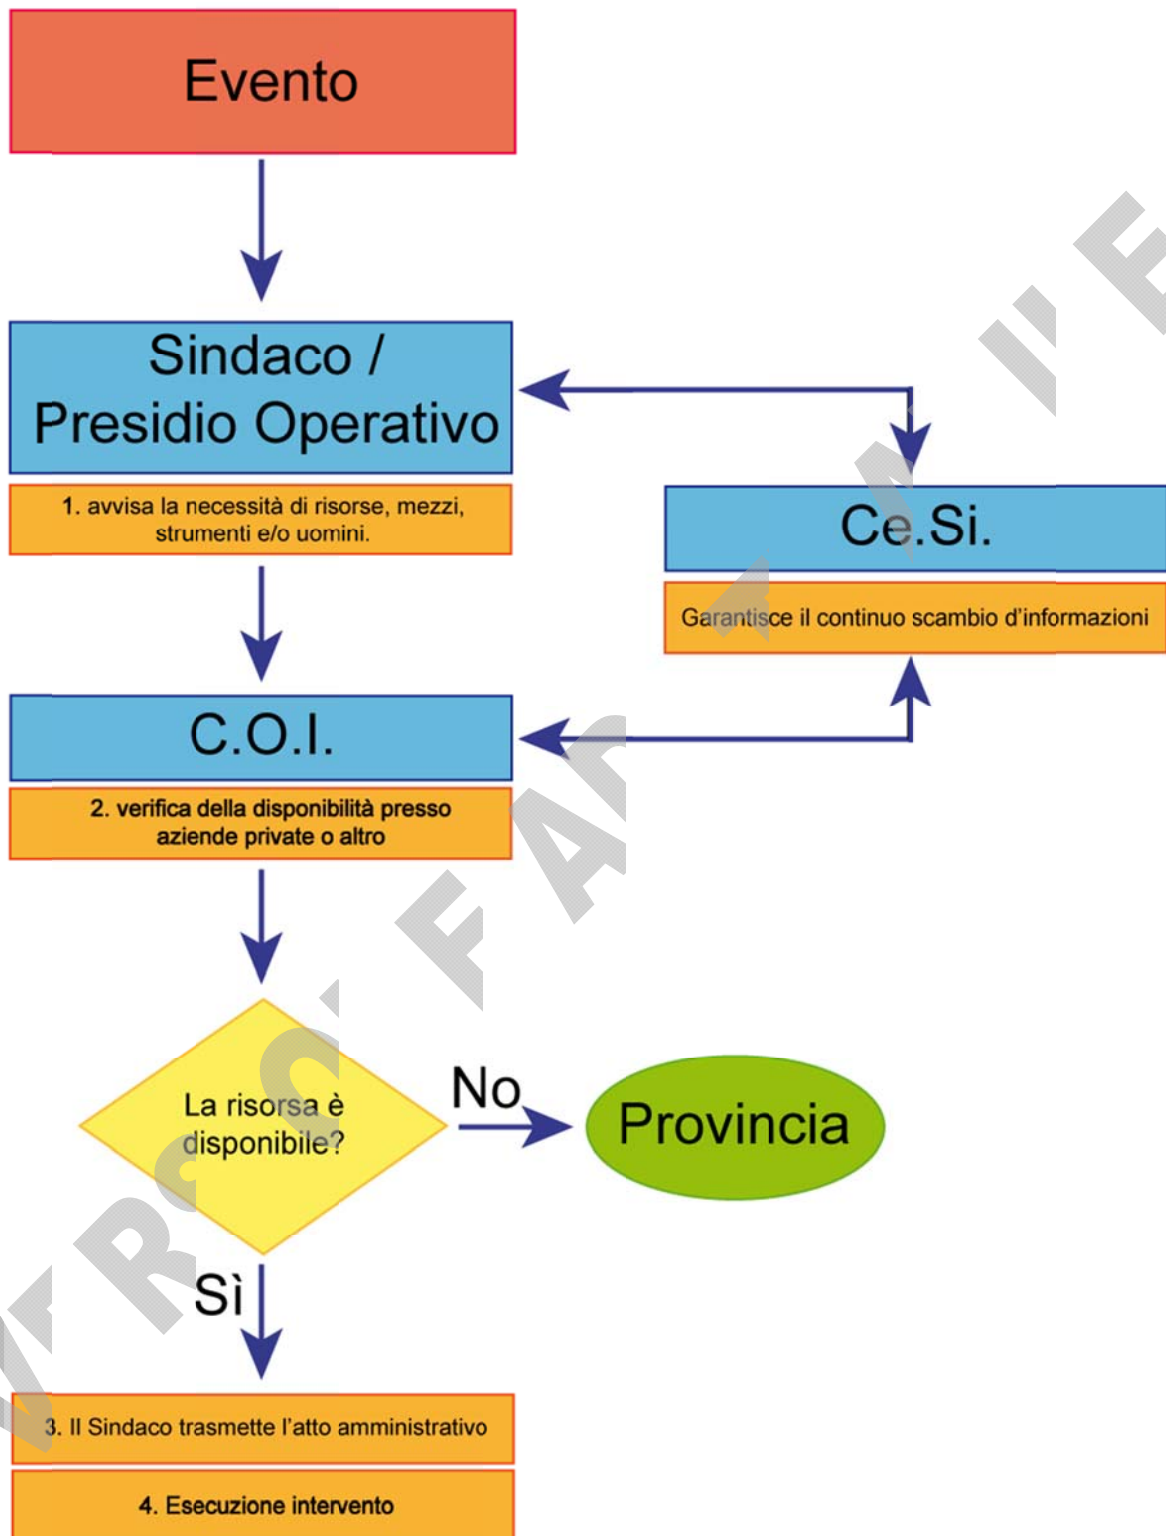 Evento
Sindaco /
Presidio Operativo
1. avvisa la necessità di risorse, mezzi,
strumenti e/o uomini.
Ce.Si.
Garantisce il continuo scambio d'informazioni
C.O.I.
2. verifica della disponibilità presso
aziende private o altro
La risorsa è
disponibile?
No
Provincia
Sì
3. Il Sindaco trasmette l'atto amministrativo
4. Esecuzione intervento